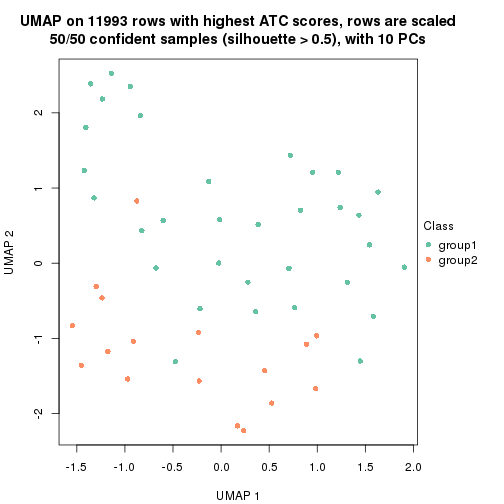 UMAP on 11993 rows with highest ATC scores, rows are scaled
50/50 confident samples (silhouette > 0.5), with 10 PCs
2
1
0
-1
-2
UMAP 2
-1.5 -1.0 -0.5 0.0 0.5 1.0 1.5 2.0
UMAP 1
Class
group1
group2